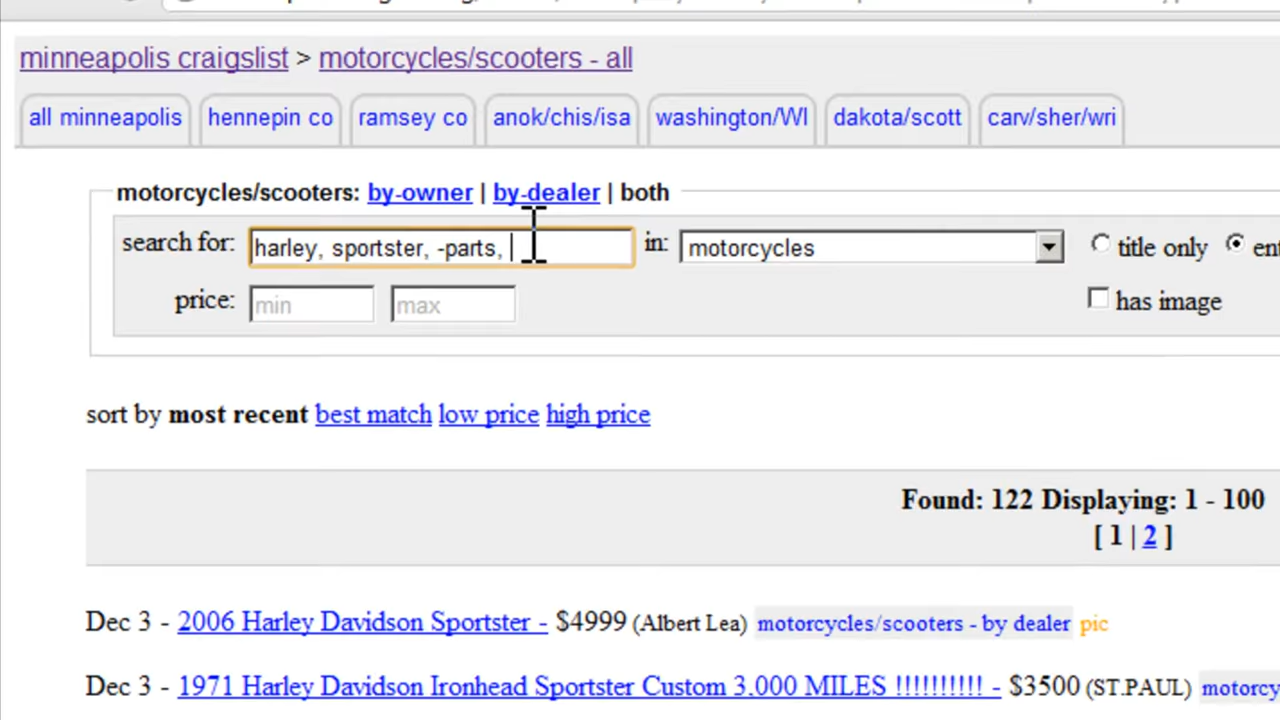 minneapolis craigslist > motorcycles/scooters - all
all minneapolis hennepin co ramsey co anok/chis/isa washington/WI dakota/scott carv/sher/wri
motorcycles/scooters: by-owner | by-dealer | both
search for: harley, sportster, -parts, in: motorcycles title only ent
price: min max has image
sort by most recent best match low price high price
Found: 122 Displaying: 1 - 100
[ 1 | 2 ]
Dec 3 - 2006 Harley Davidson Sportster - $4999 (Albert Lea) motorcycles/scooters - by dealer pic
Dec 3 - 1971 Harley Davidson Ironhead Sportster Custom 3,000 MILES !!!!!!!!!! - $3500 (ST.PAUL) motorcy